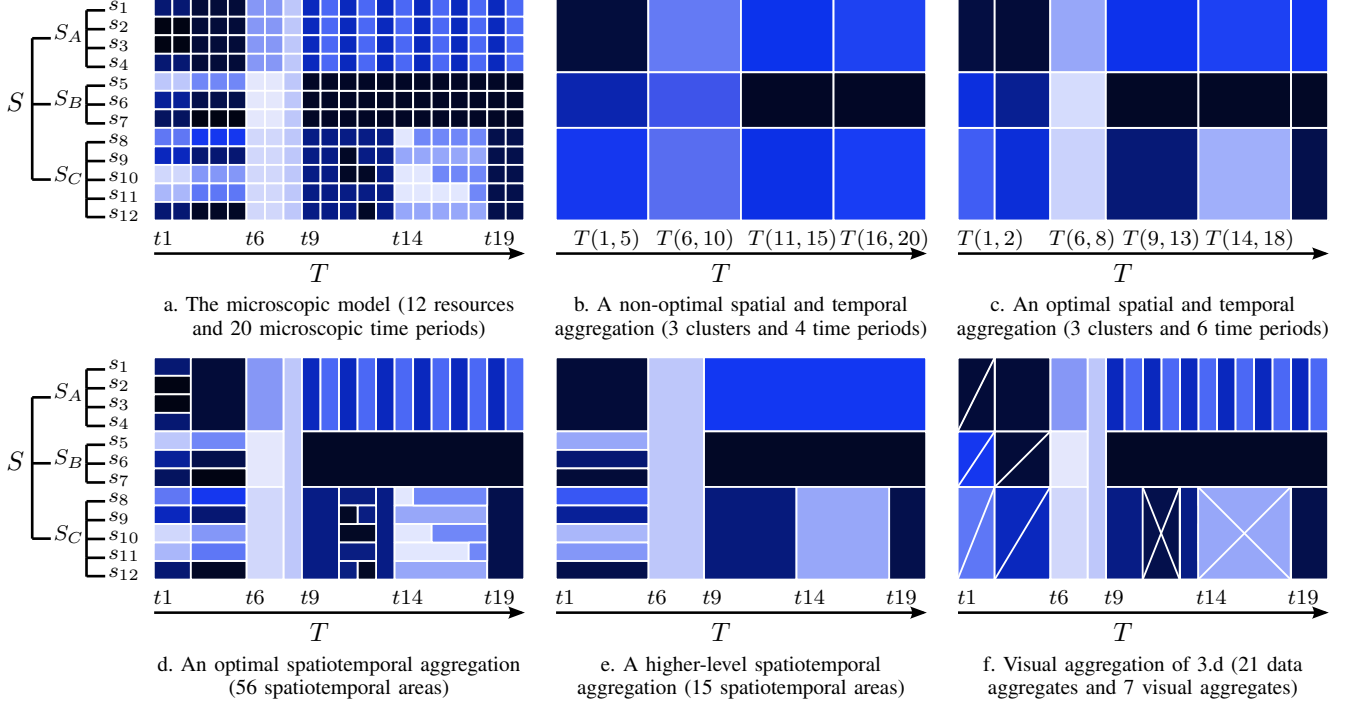 s1
s2
S_A
s3
s4
s5
S S_B s6
s7
s8
s9
S_C s10
s11
s12
t1 t6 t9 t14 t19
T
T(1, 5) T(6, 10) T(11, 15) T(16, 20)
T
T(1, 2) T(6, 8) T(9, 13) T(14, 18)
T
a. The microscopic model (12 resources
and 20 microscopic time periods)
b. A non-optimal spatial and temporal
aggregation (3 clusters and 4 time periods)
c. An optimal spatial and temporal
aggregation (3 clusters and 6 time periods)
s1
s2
S_A
s3
s4
s5
S S_B s6
s7
s8
s9
S_C s10
s11
s12
t1 t6 t9 t14 t19
T
t1 t6 t9 t14 t19
T
t1 t6 t9 t14 t19
T
d. An optimal spatiotemporal aggregation
(56 spatiotemporal areas)
e. A higher-level spatiotemporal
aggregation (15 spatiotemporal areas)
f. Visual aggregation of 3.d (21 data
aggregates and 7 visual aggregates)